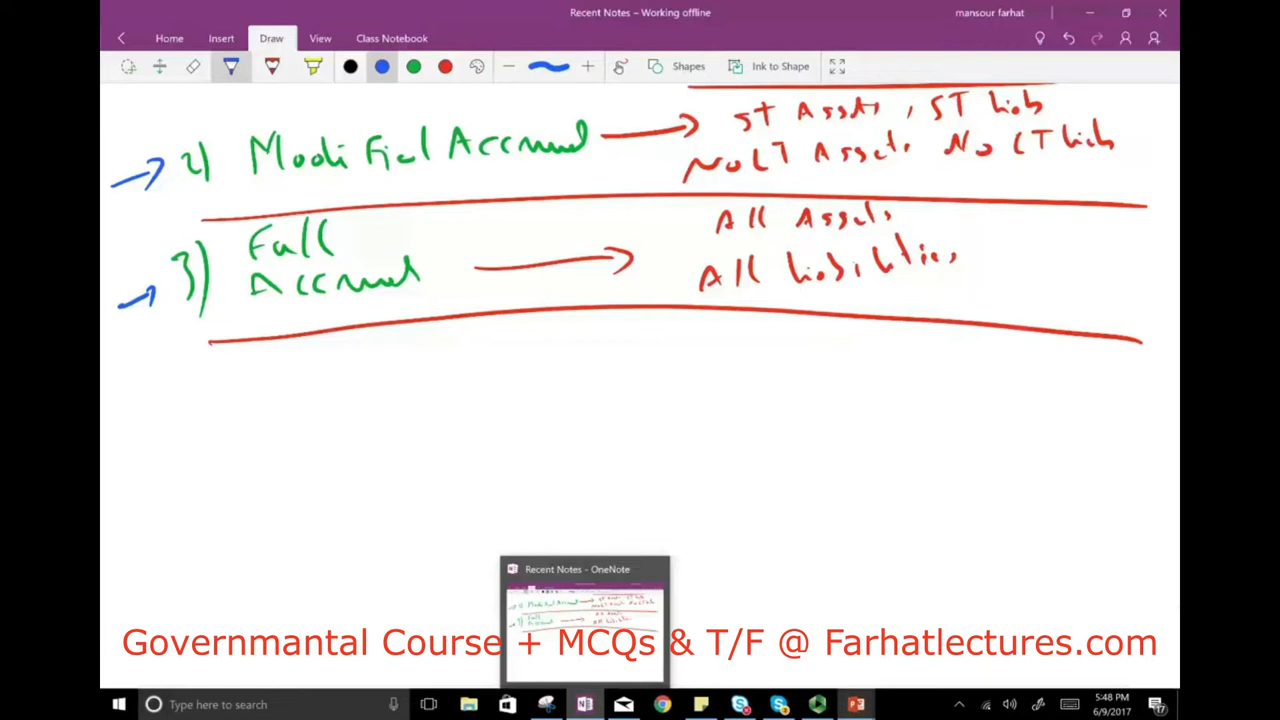 Recent Notes – Working offline
mansour farhat
Home Insert Draw View Class Notebook
Shapes Ink to Shape
ST Assets, ST Liab
2) Modified Accrual
No LT Assets No LT Liab
All Assets
3) Full
Accrual
All Liabilities
Recent Notes - OneNote
Governmantal Course + MCQs & T/F @ Farhatlectures.com
Type here to search
5:48 PM
6/9/2017
17